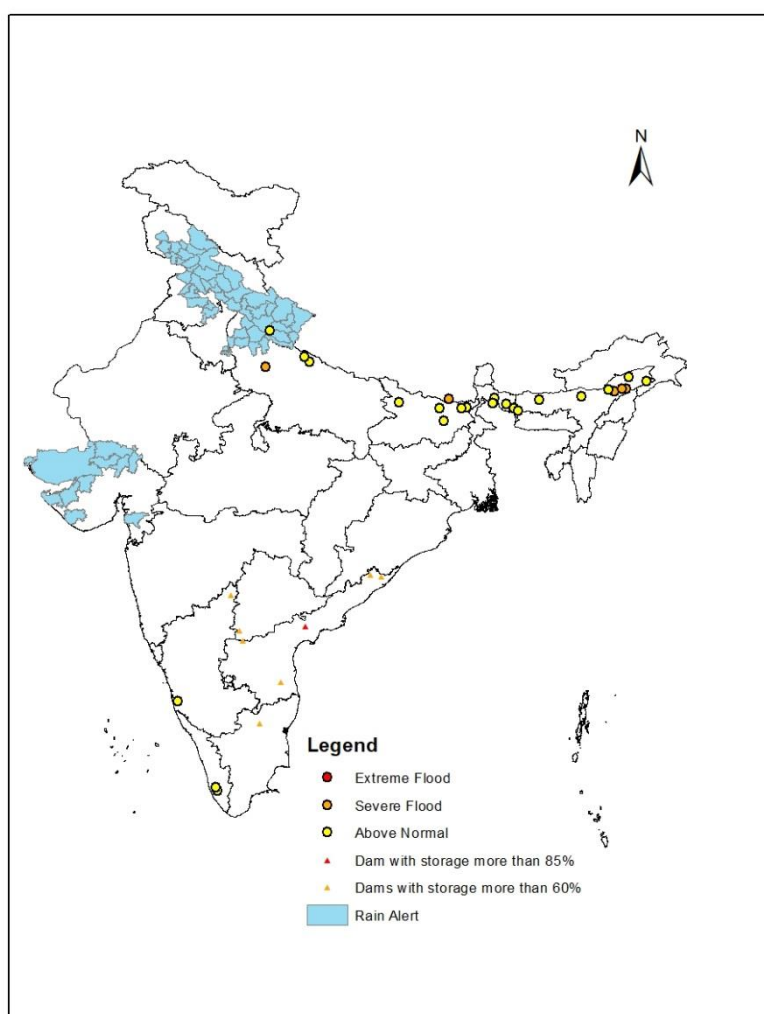 N
Legend
Extreme Flood
Severe Flood
Above Normal
Dam with storage more than 85%
Dams with storage more than 60%
Rain Alert